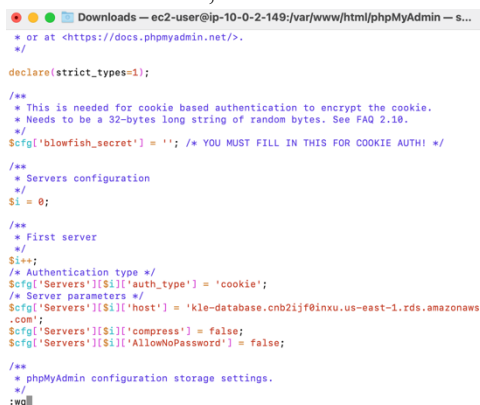 Downloads — ec2-user@ip-10-0-2-149:/var/www/html/phpMyAdmin — s...
 * or at <https://docs.phpmyadmin.net/>.
 */
declare(strict_types=1);
/**
 * This is needed for cookie based authentication to encrypt the cookie.
 * Needs to be a 32-bytes long string of random bytes. See FAQ 2.10.
 */
$cfg['blowfish_secret'] = ''; /* YOU MUST FILL IN THIS FOR COOKIE AUTH! */
/**
 * Servers configuration
 */
$i = 0;
/**
 * First server
 */
$i++;
/* Authentication type */
$cfg['Servers'][$i]['auth_type'] = 'cookie';
/* Server parameters */
$cfg['Servers'][$i]['host'] = 'kle-database.cnb2ijf0inxu.us-east-1.rds.amazonaws
.com';
$cfg['Servers'][$i]['compress'] = false;
$cfg['Servers'][$i]['AllowNoPassword'] = false;
/**
 * phpMyAdmin configuration storage settings.
 */
:wq